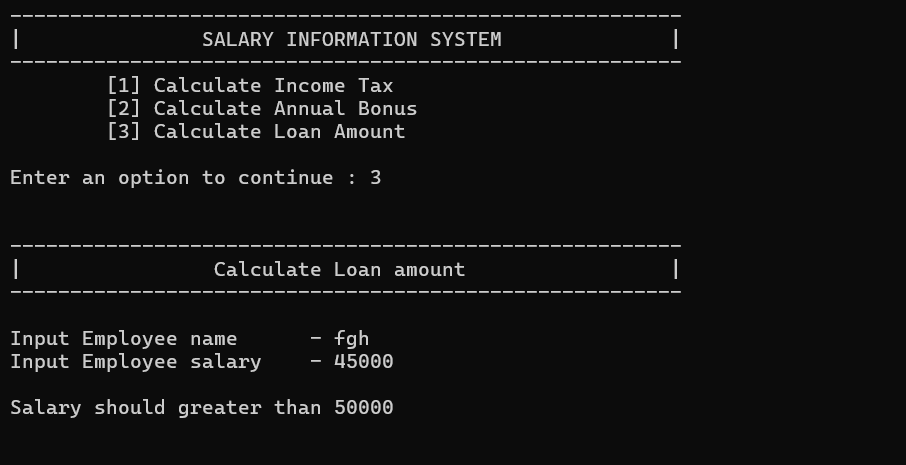 --------------------------------------------------------
|               SALARY INFORMATION SYSTEM              |
--------------------------------------------------------
        [1] Calculate Income Tax
        [2] Calculate Annual Bonus
        [3] Calculate Loan Amount
Enter an option to continue : 3
--------------------------------------------------------
|                Calculate Loan amount                 |
--------------------------------------------------------
Input Employee name      - fgh
Input Employee salary    - 45000
Salary should greater than 50000